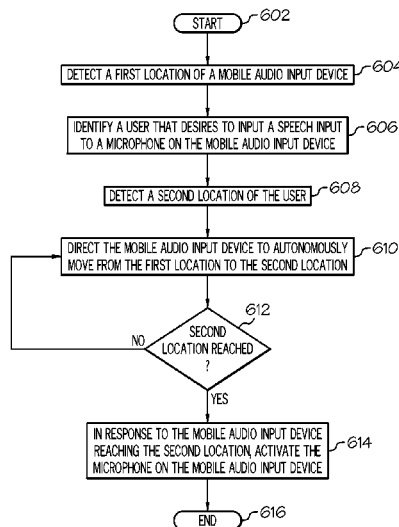 START
602
DETECT A FIRST LOCATION OF A MOBILE AUDIO INPUT DEVICE
604
IDENTIFY A USER THAT DESIRES TO INPUT A SPEECH INPUT
TO A MICROPHONE ON THE MOBILE AUDIO INPUT DEVICE
606
DETECT A SECOND LOCATION OF THE USER
608
DIRECT THE MOBILE AUDIO INPUT DEVICE TO AUTONOMOUSLY
MOVE FROM THE FIRST LOCATION TO THE SECOND LOCATION
610
612
SECOND
LOCATION REACHED
?
NO
YES
IN RESPONSE TO THE MOBILE AUDIO INPUT DEVICE
REACHING THE SECOND LOCATION, ACTIVATE THE
MICROPHONE ON THE MOBILE AUDIO INPUT DEVICE
614
END
616